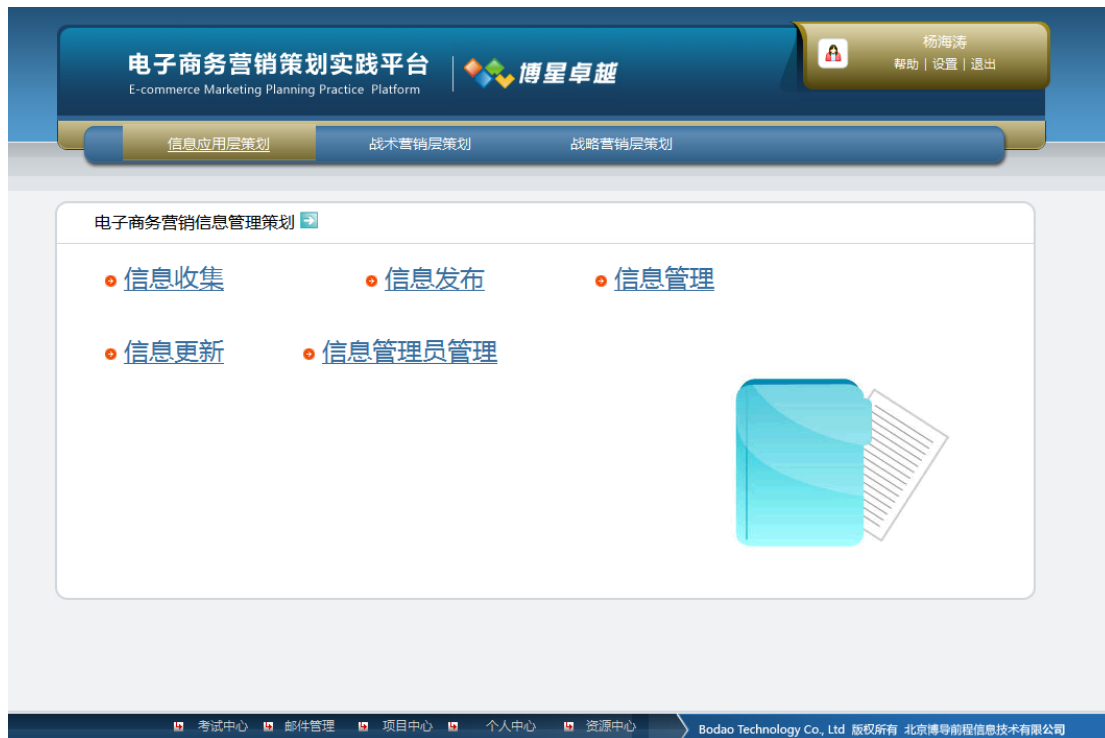 电子商务营销策划实践平台
E-commerce Marketing Planning Practice Platform
博星卓越
杨海涛
帮助 | 设置 | 退出
信息应用层策划 战术营销层策划 战略营销层策划
电子商务营销信息管理策划
信息收集 信息发布 信息管理
信息更新 信息管理员管理
考试中心 邮件管理 项目中心 个人中心 资源中心 Bodao Technology Co., Ltd 版权所有 北京博导前程信息技术有限公司